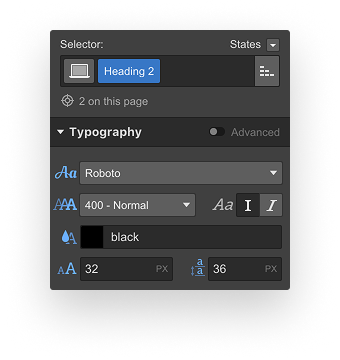 Selector: States
Heading 2
2 on this page
Typography Advanced
Aa Roboto
AAA 400 - Normal Aa I I
A black
AA 32 PX aa 36 PX